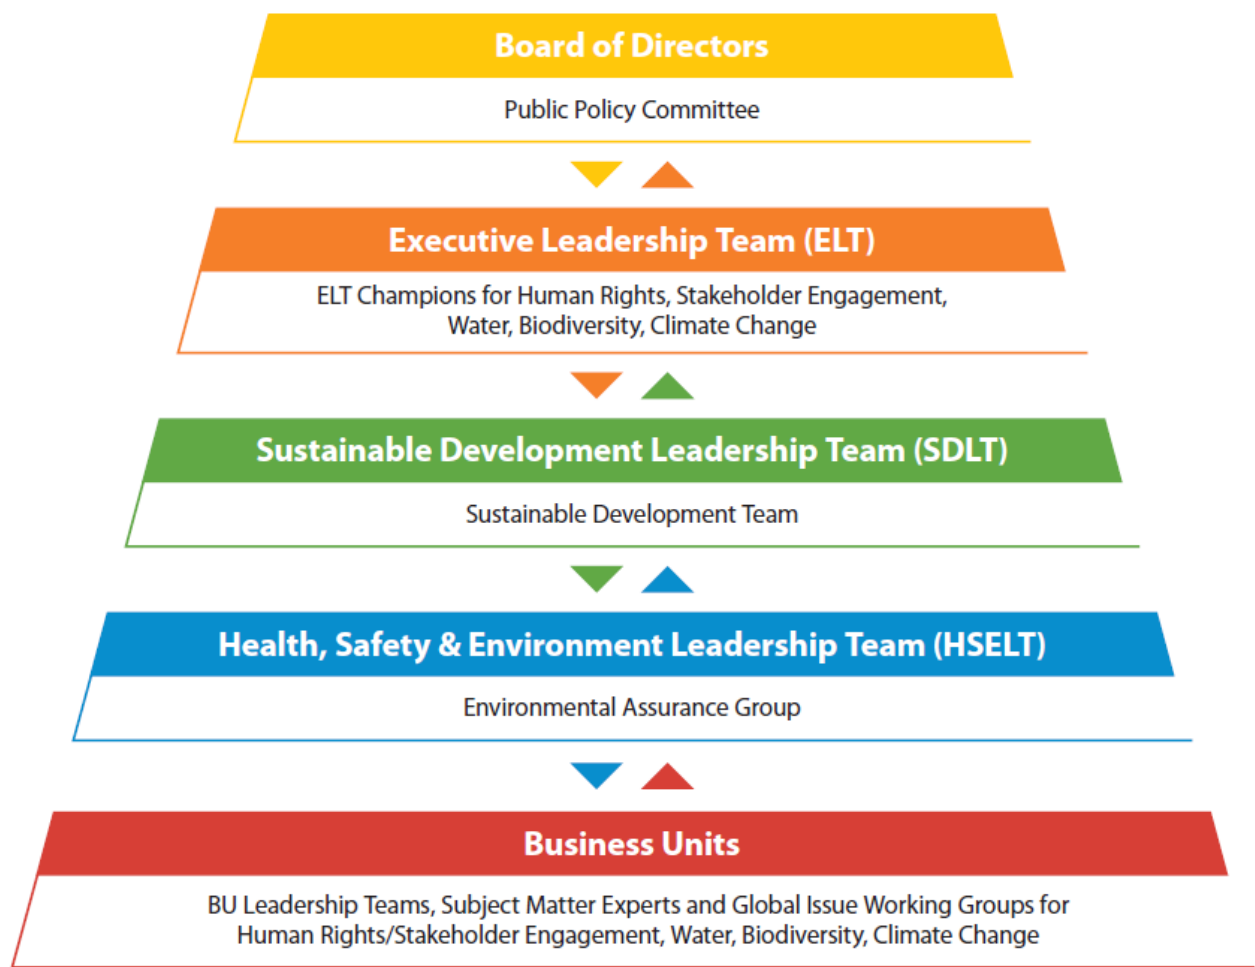 Board of Directors
Public Policy Committee
Executive Leadership Team (ELT)
ELT Champions for Human Rights, Stakeholder Engagement,
Water, Biodiversity, Climate Change
Sustainable Development Leadership Team (SDLT)
Sustainable Development Team
Health, Safety & Environment Leadership Team (HSELT)
Environmental Assurance Group
Business Units
BU Leadership Teams, Subject Matter Experts and Global Issue Working Groups for
Human Rights/Stakeholder Engagement, Water, Biodiversity, Climate Change